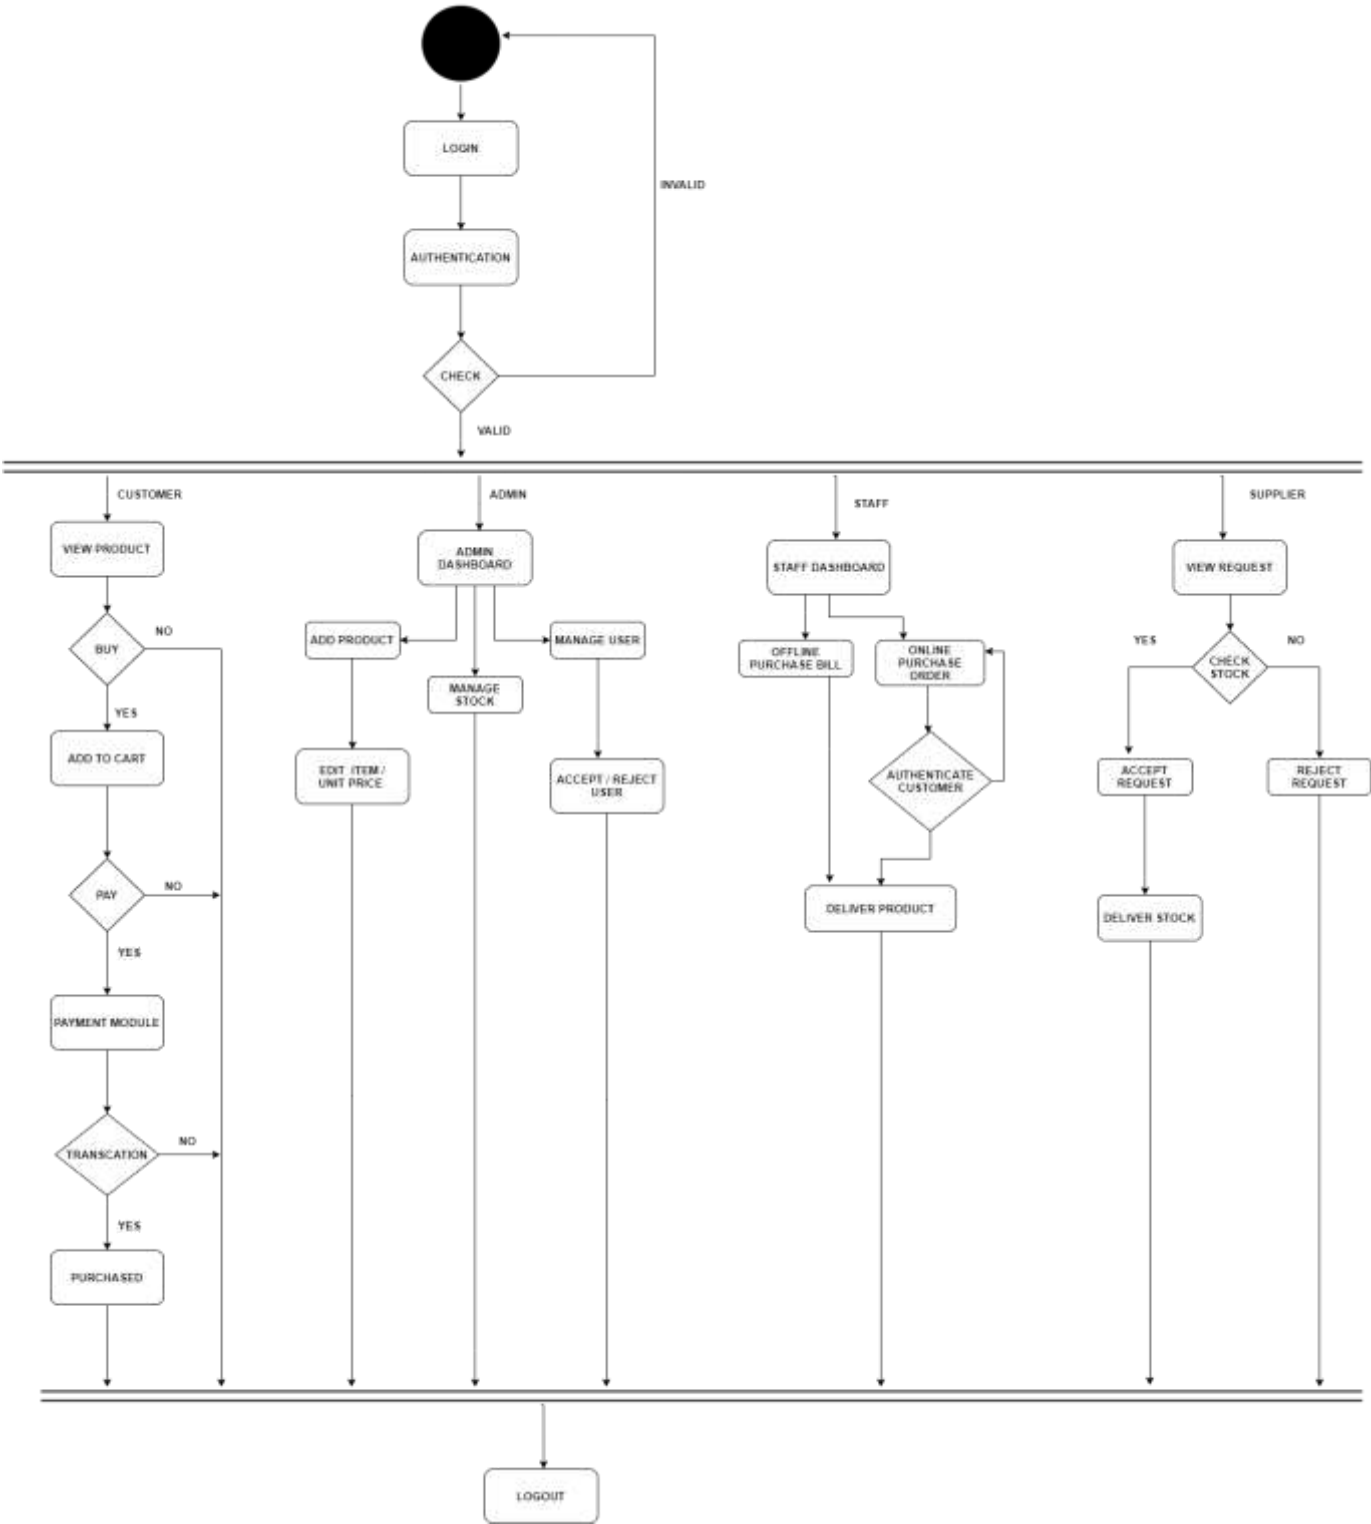 LOGIN
INVALID
AUTHENTICATION
CHECK
VALID
CUSTOMER
VIEW PRODUCT
BUY
NO
YES
ADD TO CART
PAY
NO
YES
PAYMENT MODULE
TRANSCATION
NO
YES
PURCHASED
ADMIN
ADMIN
DASHBOARD
ADD PRODUCT
MANAGE
STOCK
MANAGE USER
EDIT ITEM /
UNIT PRICE
ACCEPT / REJECT
USER
STAFF
STAFF DASHBOARD
OFFLINE
PURCHASE BILL
ONLINE
PURCHASE
ORDER
AUTHENTICATE
CUSTOMER
DELIVER PRODUCT
SUPPLIER
VIEW REQUEST
YES
CHECK
STOCK
NO
ACCEPT
REQUEST
REJECT
REQUEST
DELIVER STOCK
LOGOUT